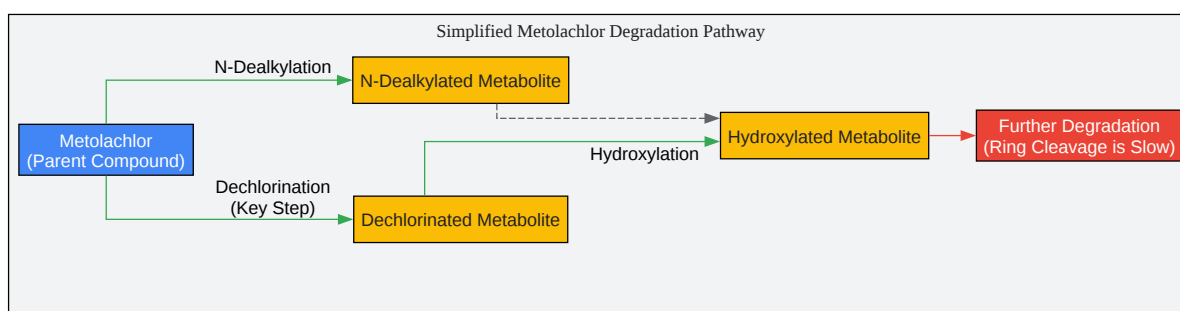 Simplified Metolachlor Degradation Pathway
N-Dealkylation
N-Dealkylated Metabolite
Metolachlor
(Parent Compound)
Hydroxylated Metabolite
Further Degradation
(Ring Cleavage is Slow)
Hydroxylation
Dechlorination
(Key Step)
Dechlorinated Metabolite